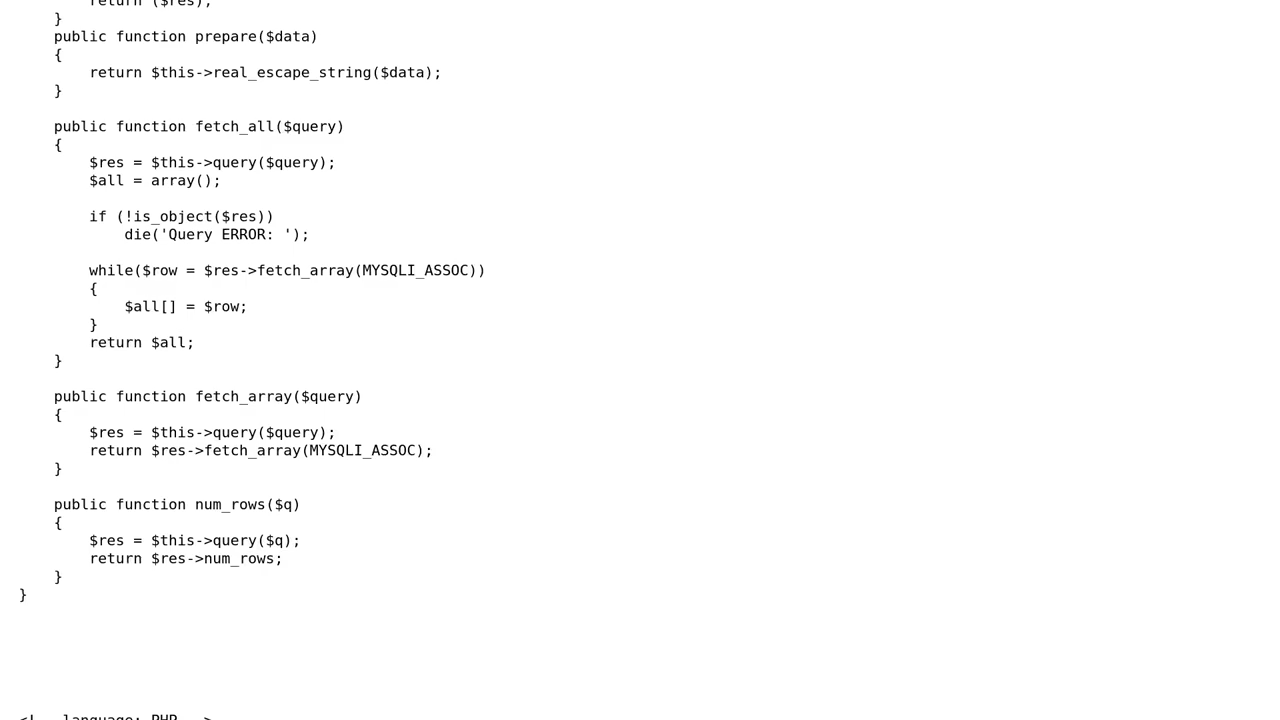 return ($res);
    }
    public function prepare($data)
    {
        return $this->real_escape_string($data);
    }

    public function fetch_all($query)
    {
        $res = $this->query($query);
        $all = array();

        if (!is_object($res))
            die('Query ERROR: ');

        while($row = $res->fetch_array(MYSQLI_ASSOC))
        {
            $all[] = $row;
        }
        return $all;
    }

    public function fetch_array($query)
    {
        $res = $this->query($query);
        return $res->fetch_array(MYSQLI_ASSOC);
    }

    public function num_rows($q)
    {
        $res = $this->query($q);
        return $res->num_rows;
    }
}

<!-- language: PHP -->